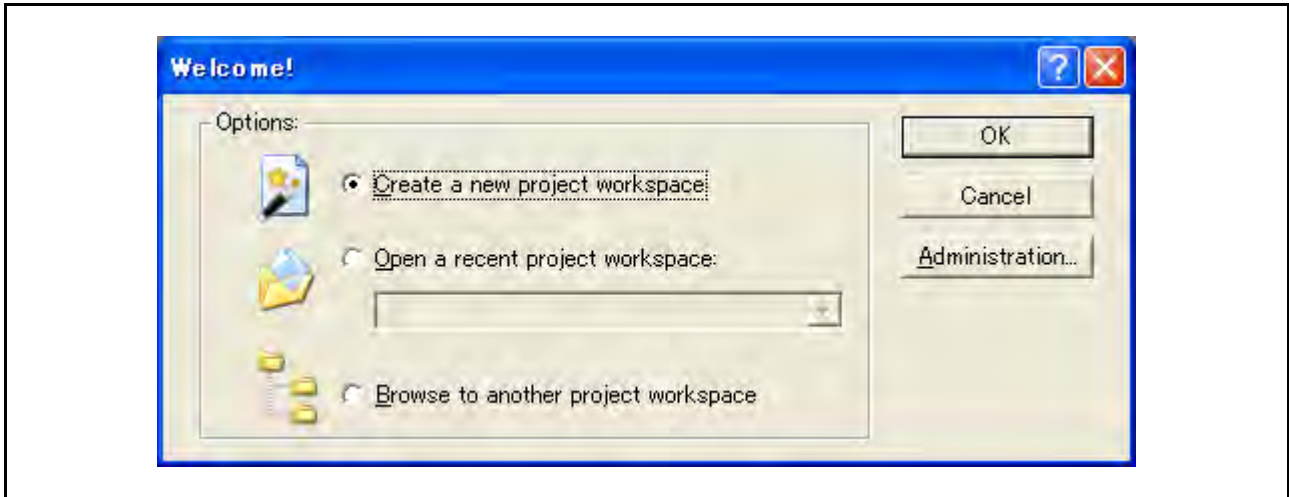 Welcome!
Options:
Create a new project workspace
Open a recent project workspace:
Browse to another project workspace
OK
Cancel
Administration...